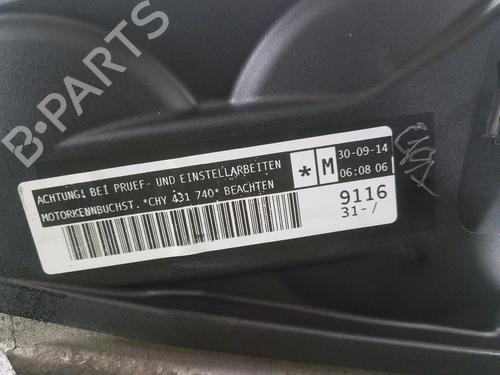 B-PARTS
ACHTUNG! BEI PRUEF- UND EINSTELLARBEITEN
MOTORKENNBUCHST. *CHY 431 740* BEACHTEN
* M
30-09-14
06:08 06
9116
31-/